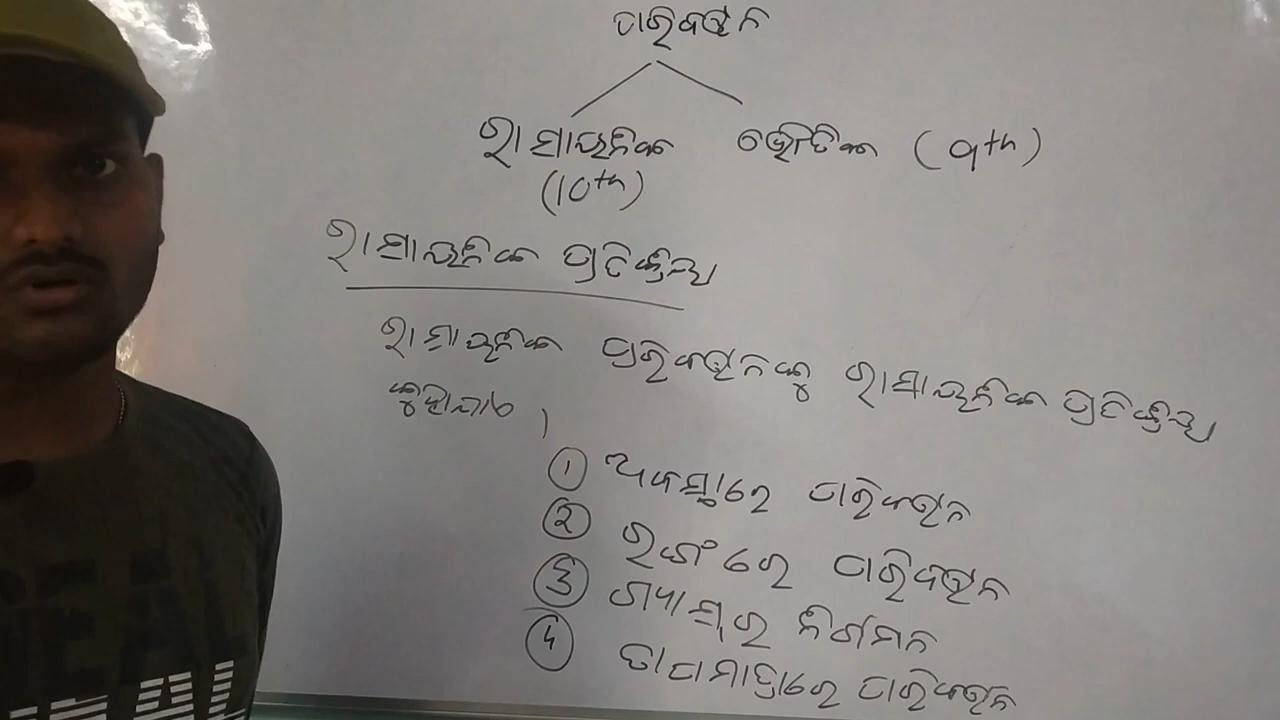 ପରିବର୍ତ୍ତନ
ରାସାୟନିକ ଭୌତିକ (9th)
(10th)
ରାସାୟନିକ ପ୍ରତିକ୍ରିୟା
ରାସାୟନିକ ପରିବର୍ତ୍ତନକୁ ରାସାୟନିକ ପ୍ରତିକ୍ରିୟା
କୁହାଯାଏ ।
① ଅବସ୍ଥାରେ ପରିବର୍ତ୍ତନ
② ରଙ୍ଗରେ ପରିବର୍ତ୍ତନ
③ ଗ୍ୟାସ୍ର ନିର୍ଗମନ
④ ତାପମାତ୍ରାରେ ପରିବର୍ତ୍ତନ